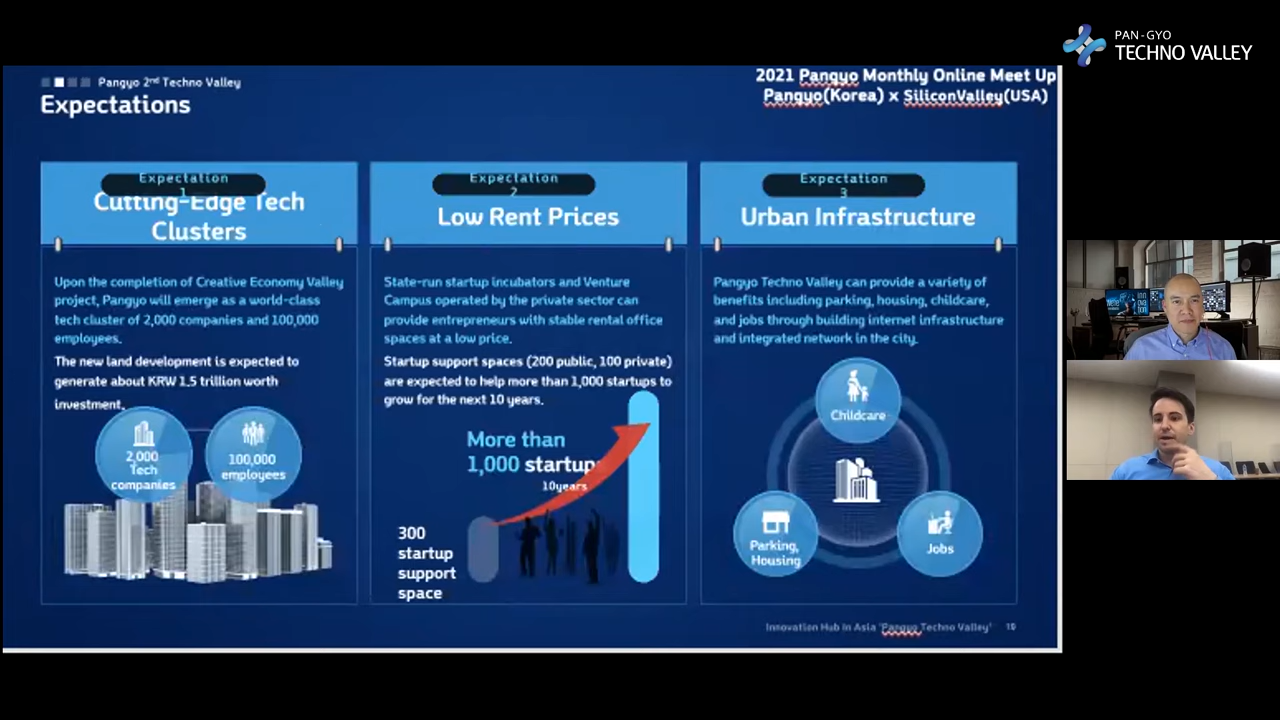 PAN-GYO
TECHNO VALLEY
Pangyo 2nd Techno Valley
Expectations
2021 Pangyo Monthly Online Meet Up
Pangyo(Korea) x SiliconValley(USA)
Expectation
1
Cutting-Edge Tech
Clusters
Upon the completion of Creative Economy Valley
project, Pangyo will emerge as a world-class
tech cluster of 2,000 companies and 100,000
employees.
The new land development is expected to
generate about KRW 1.5 trillion worth
investment.
2,000
Tech
companies
100,000
employees
Expectation
2
Low Rent Prices
State-run startup incubators and Venture
Campus operated by the private sector can
provide entrepreneurs with stable rental office
spaces at a low price.
Startup support spaces (200 public, 100 private)
are expected to help more than 1,000 startups to
grow for the next 10 years.
More than
1,000 startups
10years
300
startup
support
space
Expectation
3
Urban Infrastructure
Pangyo Techno Valley can provide a variety of
benefits including parking, housing, childcare,
and jobs through building internet infrastructure
and integrated network in the city.
Childcare
Parking,
Housing
Jobs
Innovation Hub in Asia 'Pangyo Techno Valley' 19